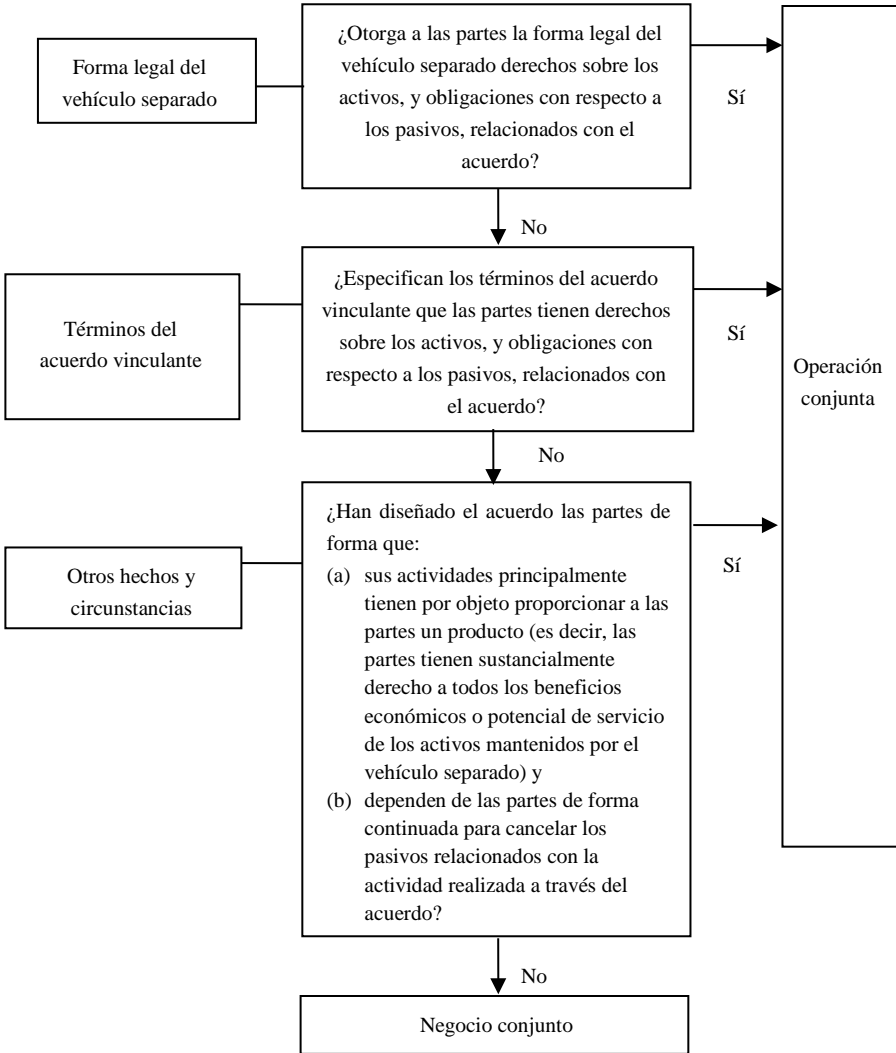 Forma legal del
vehículo separado
¿Otorga a las partes la forma legal del
vehículo separado derechos sobre los
activos, y obligaciones con respecto a
los pasivos, relacionados con el
acuerdo?
Sí
No
Términos del
acuerdo vinculante
¿Especifican los términos del acuerdo
vinculante que las partes tienen derechos
sobre los activos, y obligaciones con
respecto a los pasivos, relacionados con
el acuerdo?
Sí
Operación
conjunta
No
Otros hechos y
circunstancias
¿Han diseñado el acuerdo las partes de
forma que:
(a) sus actividades principalmente
tienen por objeto proporcionar a las
partes un producto (es decir, las
partes tienen sustancialmente
derecho a todos los beneficios
económicos o potencial de servicio
de los activos mantenidos por el
vehículo separado) y
(b) dependen de las partes de forma
continuada para cancelar los
pasivos relacionados con la
actividad realizada a través del
acuerdo?
Sí
No
Negocio conjunto